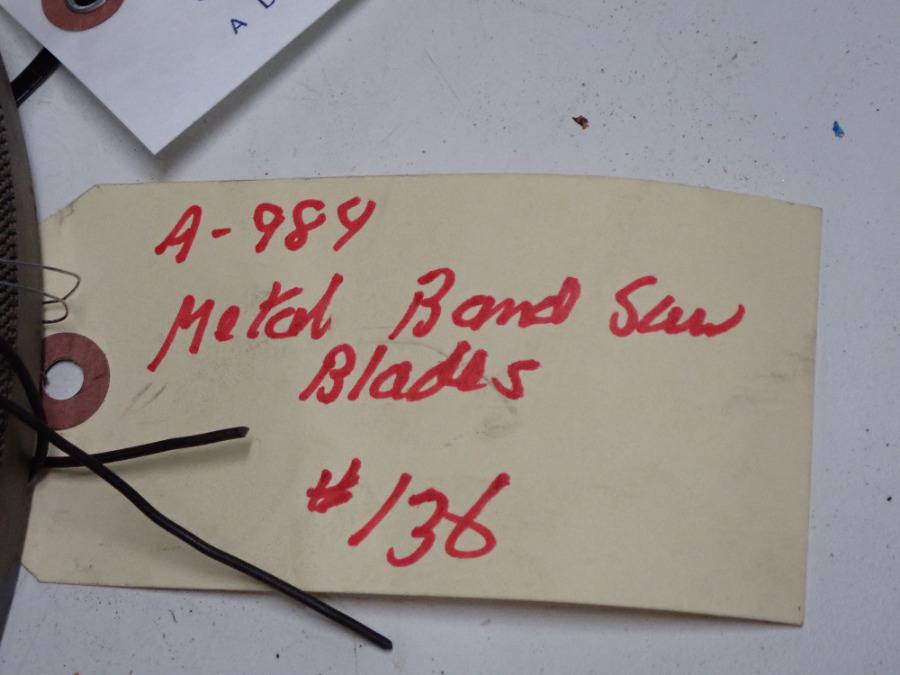 A-984
Metal Band Saw
Blades
#136